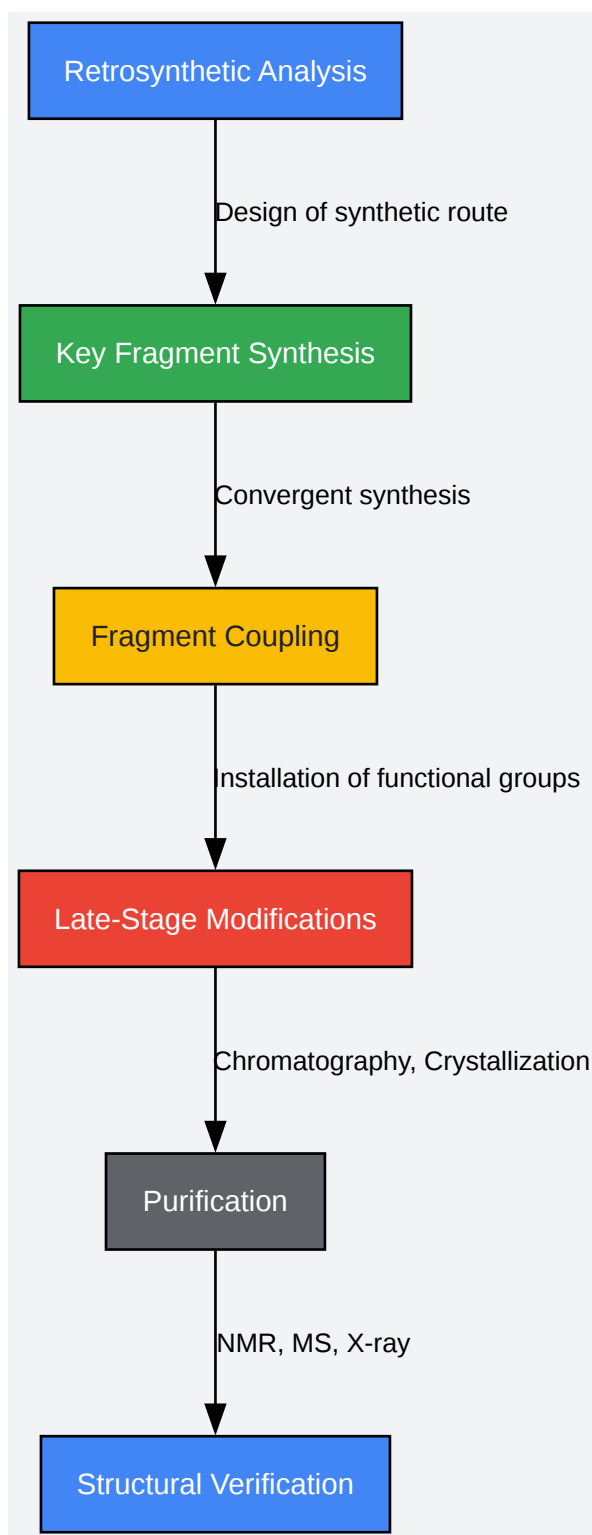 Retrosynthetic Analysis
Design of synthetic route
Key Fragment Synthesis
Convergent synthesis
Fragment Coupling
Installation of functional groups
Late-Stage Modifications
Chromatography, Crystallization
Purification
NMR, MS, X-ray
Structural Verification